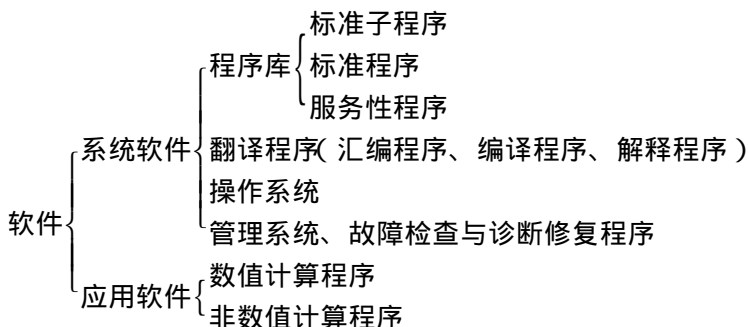 标准子程序
程序库
标准程序
服务性程序
系统软件
翻译程序(汇编程序、编译程序、解释程序)
操作系统
软件
管理系统、故障检查与诊断修复程序
数值计算程序
应用软件
非数值计算程序